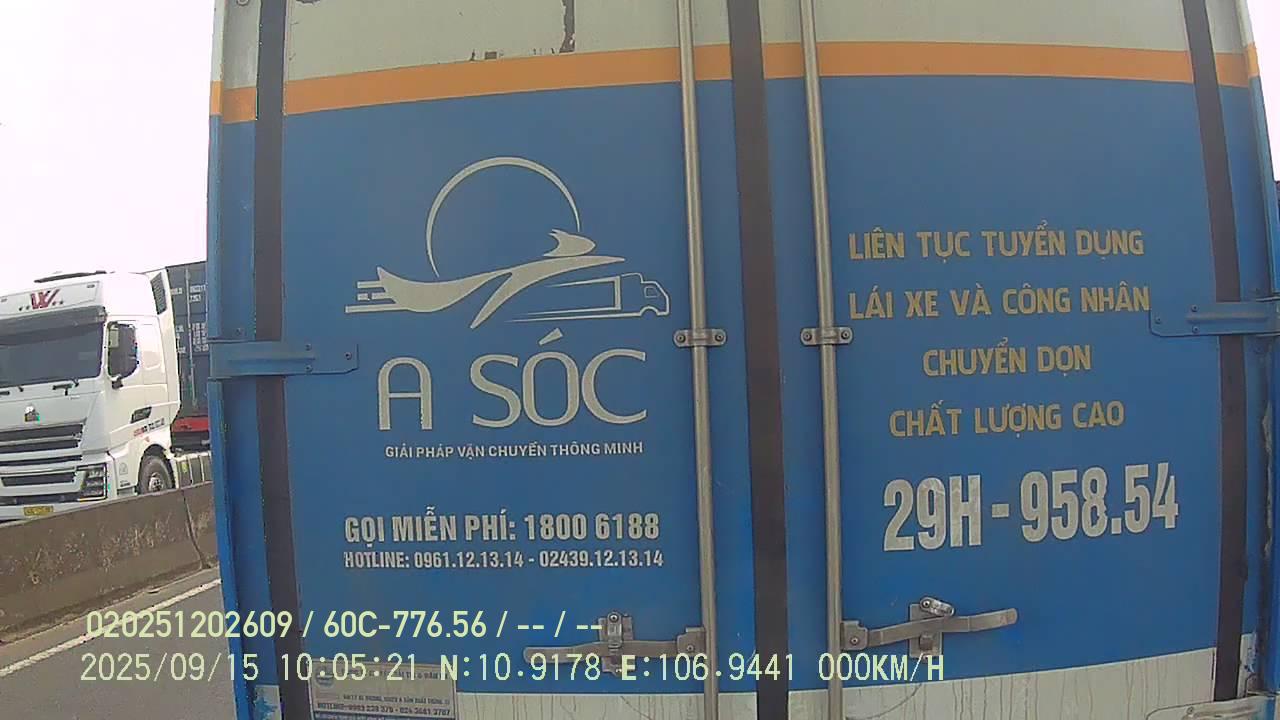 A SÓC
GIẢI PHÁP VẬN CHUYỂN THÔNG MINH
GỌI MIỄN PHÍ: 1800 6188
HOTLINE: 0961.12.13.14 - 02439.12.13.14
LIÊN TỤC TUYỂN DỤNG
LÁI XE VÀ CÔNG NHÂN
CHUYỂN DỌN
CHẤT LƯỢNG CAO
29H-958.54
020251202609 / 60C-776.56 / -- / --
2025/09/15 10:05:21 N:10.9178 E:106.9441 000KM/H